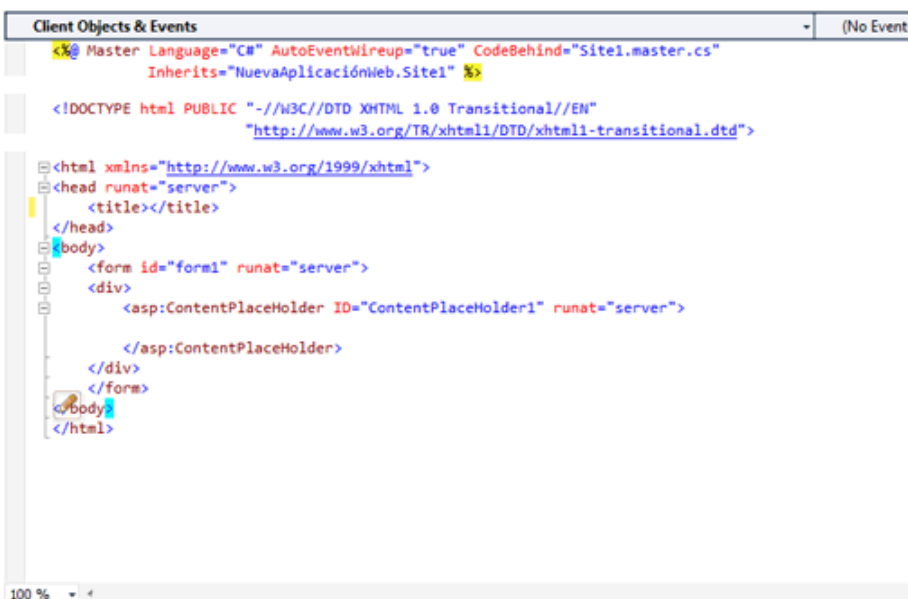 Client Objects & Events (No Event
<%@ Master Language="C#" AutoEventWireup="true" CodeBehind="Site1.master.cs"
Inherits="NuevaAplicaciónWeb.Site1" %>
<!DOCTYPE html PUBLIC "-//W3C//DTD XHTML 1.0 Transitional//EN"
"http://www.w3.org/TR/xhtml1/DTD/xhtml1-transitional.dtd">
<html xmlns="http://www.w3.org/1999/xhtml">
<head runat="server">
<title></title>
</head>
<body>
<form id="form1" runat="server">
<div>
<asp:ContentPlaceHolder ID="ContentPlaceHolder1" runat="server">
</asp:ContentPlaceHolder>
</div>
</form>
</body>
</html>
100 %